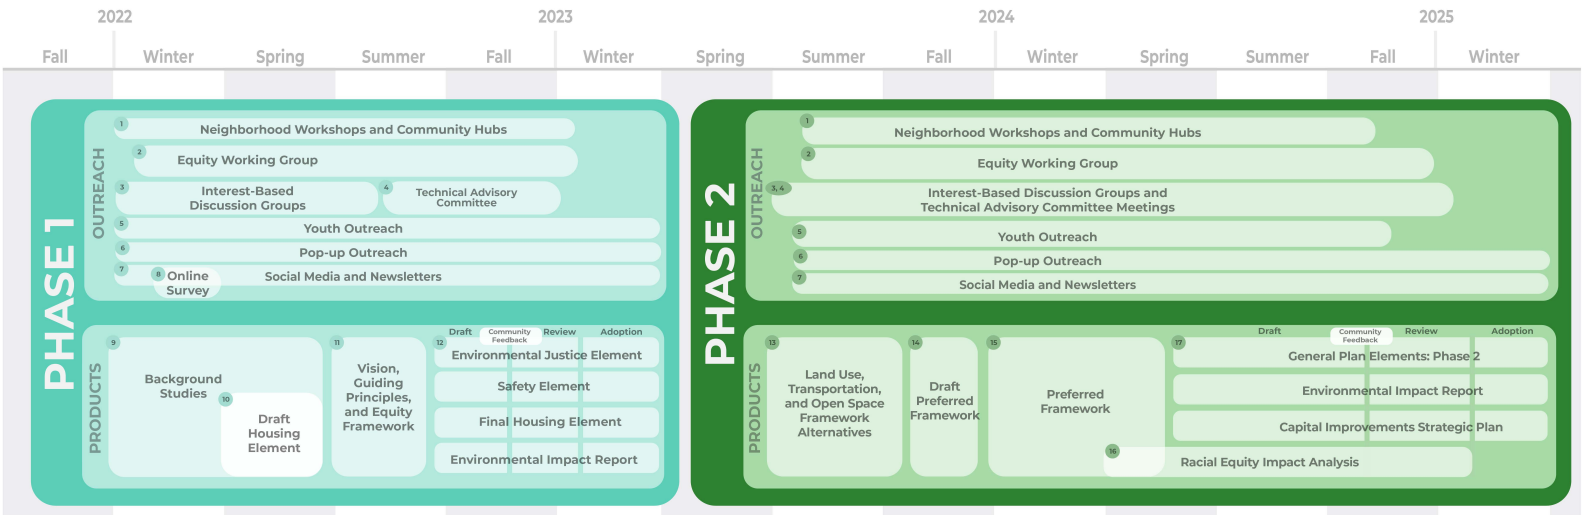 2022
2023
2024
2025
Fall
Winter
Spring
Summer
Fall
Winter
Spring
Summer
Fall
Winter
Spring
Summer
Fall
Winter
PHASE 1
OUTREACH
1
Neighborhood Workshops and Community Hubs
2
Equity Working Group
3
Interest-Based
Discussion Groups
4
Technical Advisory
Committee
5
Youth Outreach
6
Pop-up Outreach
7
Social Media and Newsletters
8
Online
Survey
PRODUCTS
9
Background
Studies
10
Draft
Housing
Element
11
Vision,
Guiding
Principles,
and Equity
Framework
Draft
Community
Feedback
Review
Adoption
12
Environmental Justice Element
Safety Element
Final Housing Element
Environmental Impact Report
PHASE 2
OUTREACH
1
Neighborhood Workshops and Community Hubs
2
Equity Working Group
3, 4
Interest-Based Discussion Groups and
Technical Advisory Committee Meetings
5
Youth Outreach
6
Pop-up Outreach
7
Social Media and Newsletters
PRODUCTS
13
Land Use,
Transportation,
and Open Space
Framework
Alternatives
14
Draft
Preferred
Framework
15
Preferred
Framework
16
Racial Equity Impact Analysis
Draft
Community
Feedback
Review
Adoption
17
General Plan Elements: Phase 2
Environmental Impact Report
Capital Improvements Strategic Plan